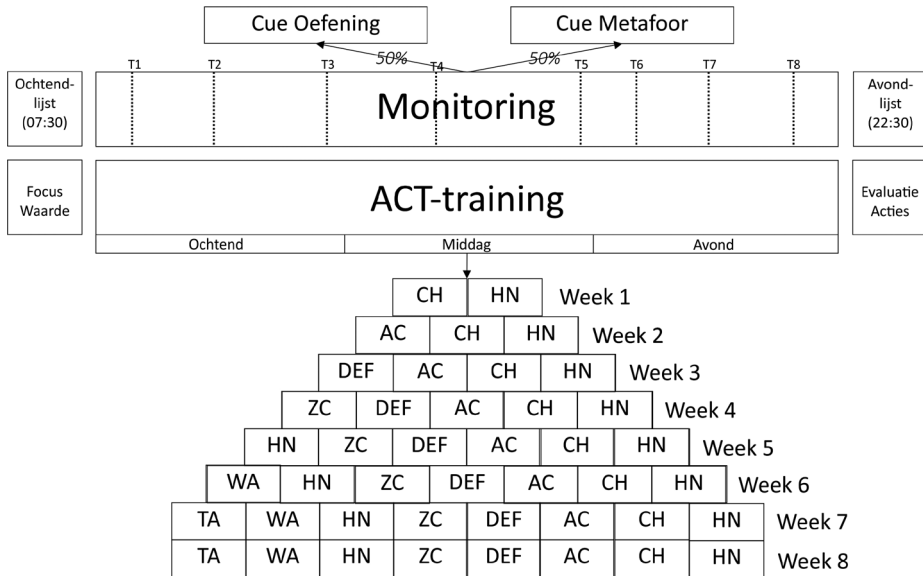 Cue Oefening
Cue Metafoor
50%
50%
T1
T2
T3
T4
T5
T6
T7
T8
Ochtend-
lijst
(07:30)
Monitoring
Avond-
lijst
(22:30)
Focus
Waarde
ACT-training
Evaluatie
Acties
Ochtend
Middag
Avond
CH HN Week 1
AC CH HN Week 2
DEF AC CH HN Week 3
ZC DEF AC CH HN Week 4
HN ZC DEF AC CH HN Week 5
WA HN ZC DEF AC CH HN Week 6
TA WA HN ZC DEF AC CH HN Week 7
TA WA HN ZC DEF AC CH HN Week 8